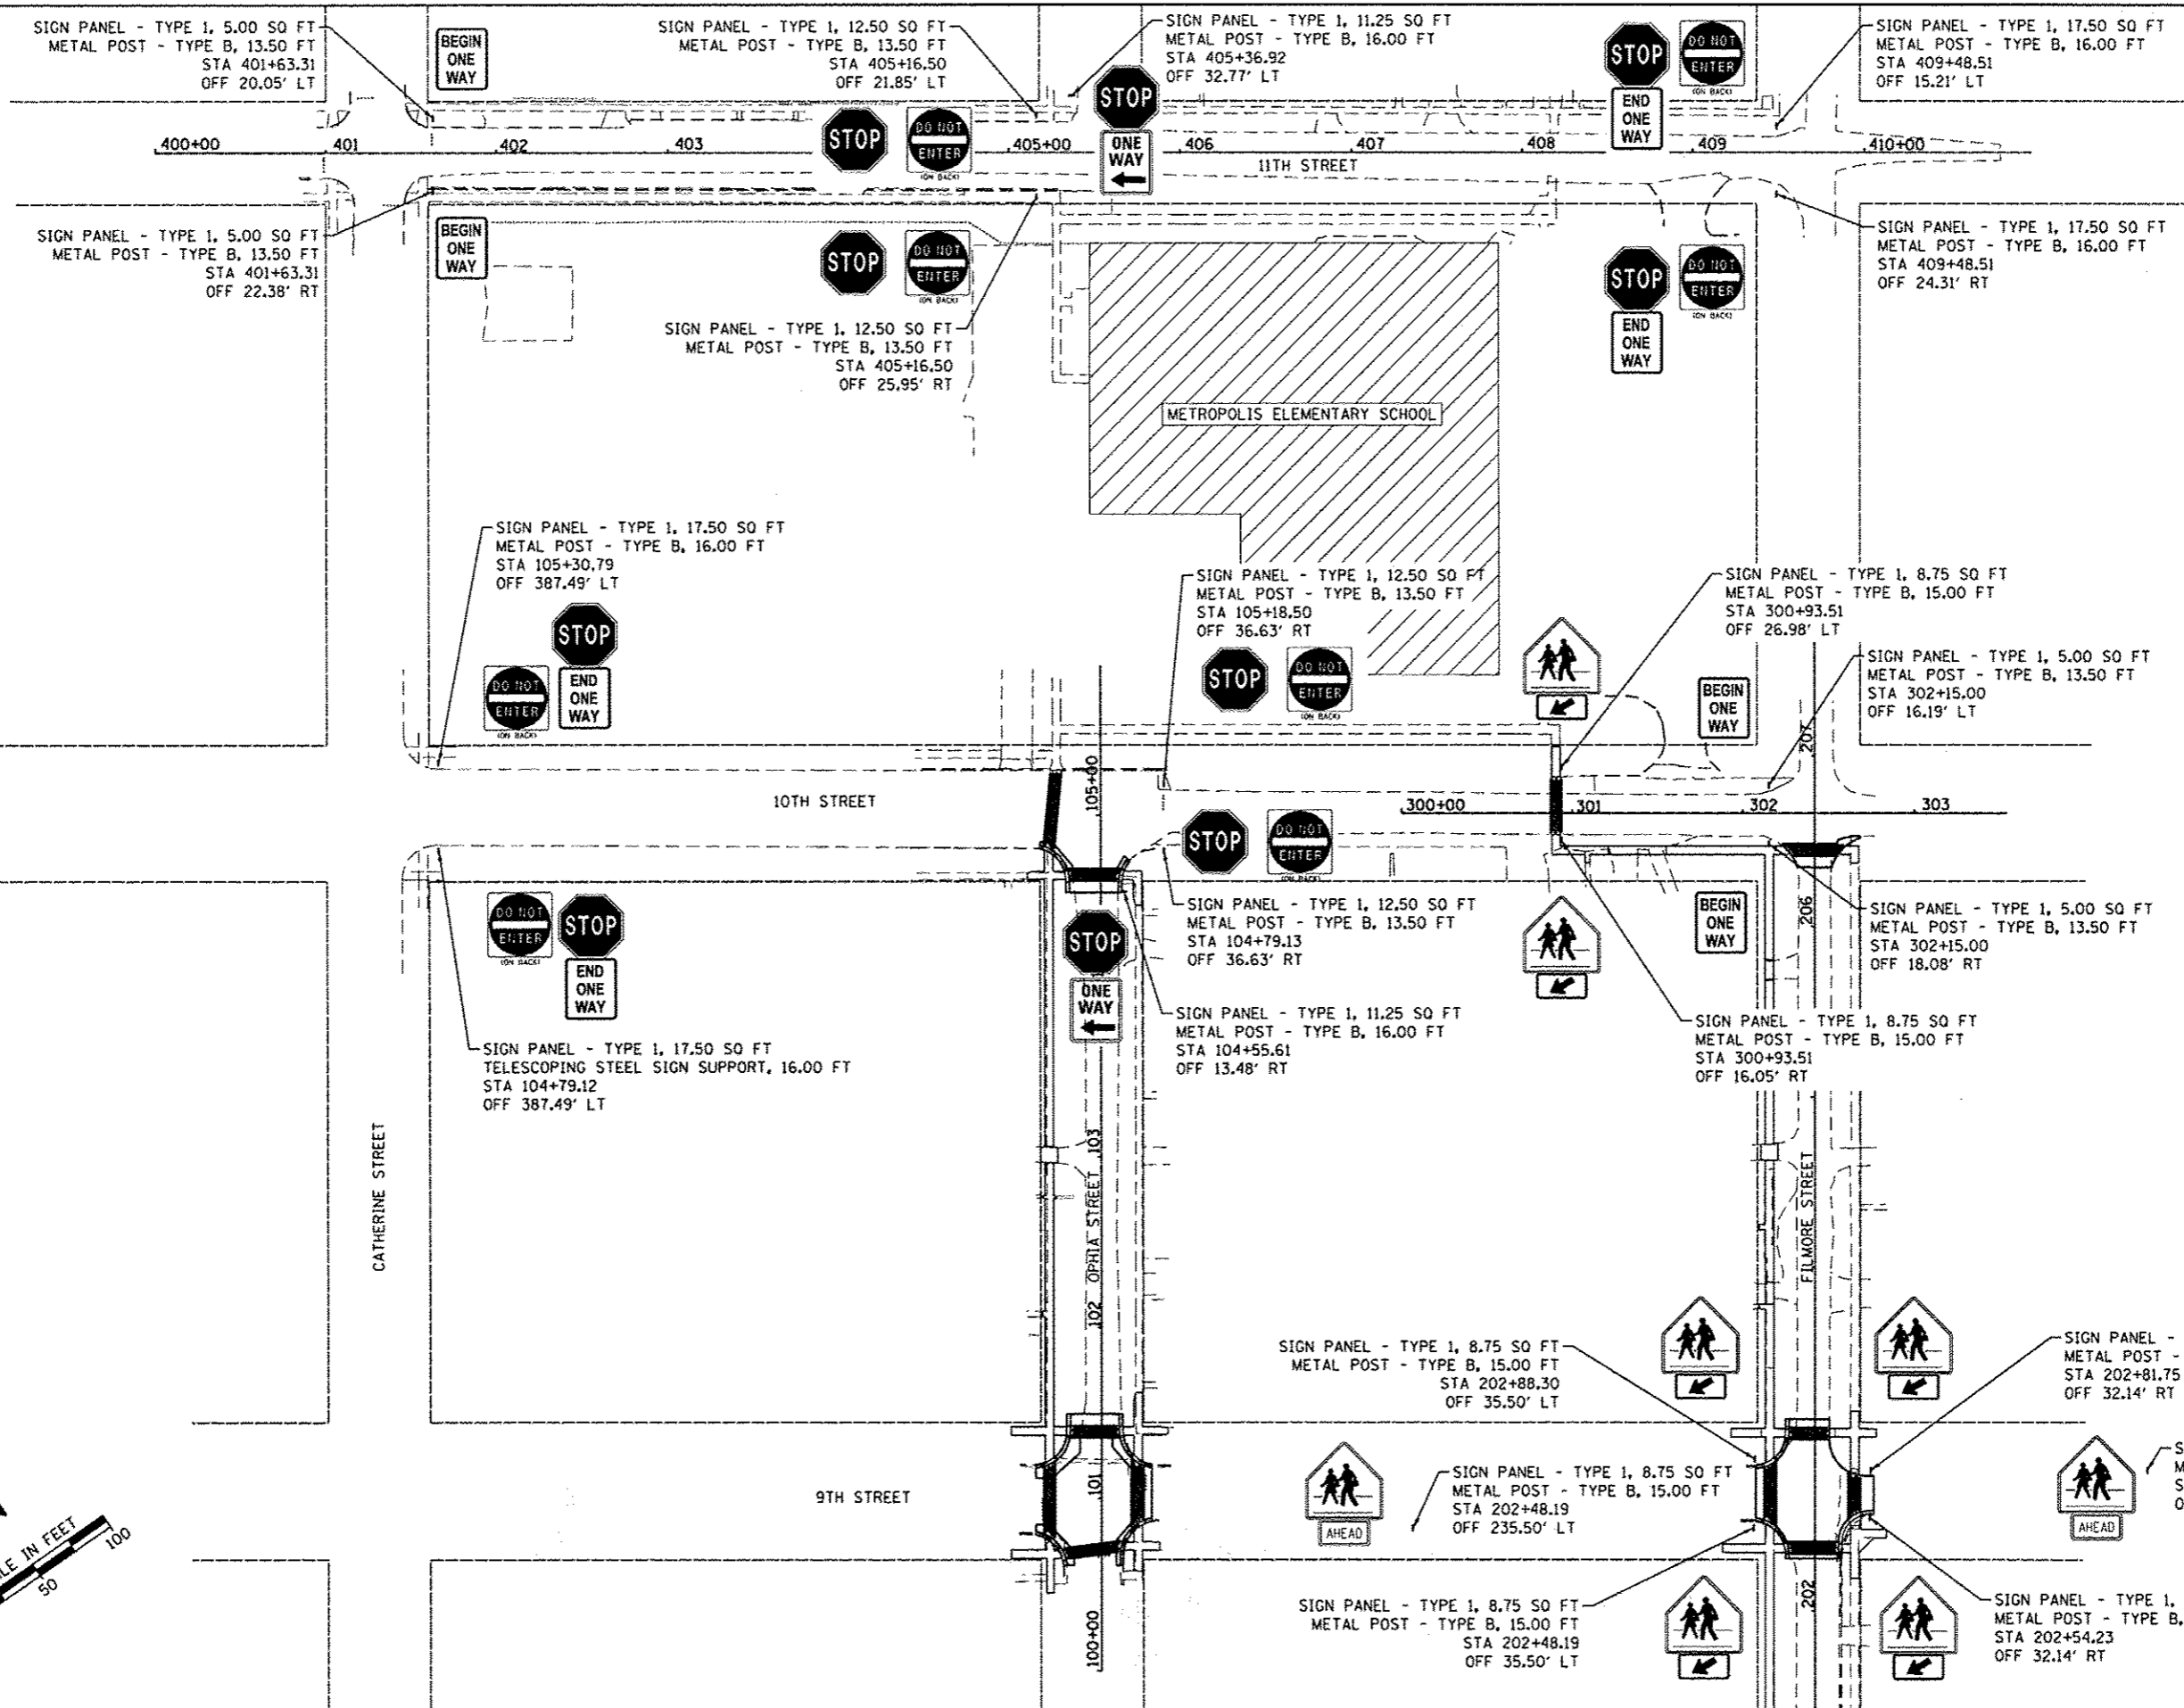 SIGN PANEL - TYPE 1, 5.00 SQ FT
METAL POST - TYPE B, 13.50 FT
STA 401+63.31
OFF 20.05' LT
BEGIN
ONE
WAY
SIGN PANEL - TYPE 1, 12.50 SQ FT
METAL POST - TYPE B, 13.50 FT
STA 405+16.50
OFF 21.85' LT
SIGN PANEL - TYPE 1, 11.25 SQ FT
METAL POST - TYPE B, 16.00 FT
STA 405+36.92
OFF 32.77' LT
STOP
ONE
WAY
STOP
DO NOT
ENTER
(ON BACK)
END
ONE
WAY
SIGN PANEL - TYPE 1, 17.50 SQ FT
METAL POST - TYPE B, 16.00 FT
STA 409+48.51
OFF 15.21' LT
STOP
DO NOT
ENTER
(ON BACK)
400+00
401
402
403
405+00
406
407
408
409
410+00
11TH STREET
SIGN PANEL - TYPE 1, 5.00 SQ FT
METAL POST - TYPE B, 13.50 FT
STA 401+63.31
OFF 22.38' RT
BEGIN
ONE
WAY
STOP
DO NOT
ENTER
(ON BACK)
SIGN PANEL - TYPE 1, 12.50 SQ FT
METAL POST - TYPE B, 13.50 FT
STA 405+16.50
OFF 25.95' RT
STOP
DO NOT
ENTER
(ON BACK)
END
ONE
WAY
SIGN PANEL - TYPE 1, 17.50 SQ FT
METAL POST - TYPE B, 16.00 FT
STA 409+48.51
OFF 24.31' RT
METROPOLIS ELEMENTARY SCHOOL
SIGN PANEL - TYPE 1, 17.50 SQ FT
METAL POST - TYPE B, 16.00 FT
STA 105+30.79
OFF 387.49' LT
STOP
DO NOT
ENTER
(ON BACK)
END
ONE
WAY
SIGN PANEL - TYPE 1, 12.50 SQ FT
METAL POST - TYPE B, 13.50 FT
STA 105+18.50
OFF 36.63' RT
STOP
DO NOT
ENTER
(ON BACK)
SIGN PANEL - TYPE 1, 8.75 SQ FT
METAL POST - TYPE B, 15.00 FT
STA 300+93.51
OFF 26.98' LT
BEGIN
ONE
WAY
SIGN PANEL - TYPE 1, 5.00 SQ FT
METAL POST - TYPE B, 13.50 FT
STA 302+15.00
OFF 16.19' LT
207
10TH STREET
105+00
300+00
301
302
303
STOP
DO NOT
ENTER
(ON BACK)
DO NOT
ENTER
(ON BACK)
STOP
END
ONE
WAY
SIGN PANEL - TYPE 1, 17.50 SQ FT
TELESCOPING STEEL SIGN SUPPORT, 16.00 FT
STA 104+79.12
OFF 387.49' LT
STOP
ONE
WAY
SIGN PANEL - TYPE 1, 12.50 SQ FT
METAL POST - TYPE B, 13.50 FT
STA 104+79.13
OFF 36.63' RT
SIGN PANEL - TYPE 1, 11.25 SQ FT
METAL POST - TYPE B, 16.00 FT
STA 104+55.61
OFF 13.48' RT
BEGIN
ONE
WAY
206
SIGN PANEL - TYPE 1, 5.00 SQ FT
METAL POST - TYPE B, 13.50 FT
STA 302+15.00
OFF 18.08' RT
SIGN PANEL - TYPE 1, 8.75 SQ FT
METAL POST - TYPE B, 15.00 FT
STA 300+93.51
OFF 16.05' RT
CATHERINE STREET
103
OPHIA STREET
102
FILMORE STREET
SIGN PANEL - TYPE 1, 8.75 SQ FT
METAL POST - TYPE B, 15.00 FT
STA 202+88.30
OFF 35.50' LT
SIGN PANEL -
METAL POST -
STA 202+81.75
OFF 32.14' RT
9TH STREET
101
AHEAD
SIGN PANEL - TYPE 1, 8.75 SQ FT
METAL POST - TYPE B, 15.00 FT
STA 202+48.19
OFF 235.50' LT
AHEAD
S
M
S
O
SIGN PANEL - TYPE 1, 8.75 SQ FT
METAL POST - TYPE B, 15.00 FT
STA 202+48.19
OFF 35.50' LT
202
SIGN PANEL - TYPE 1,
METAL POST - TYPE B,
STA 202+54.23
OFF 32.14' RT
100+00
LE IN FEET
50
100